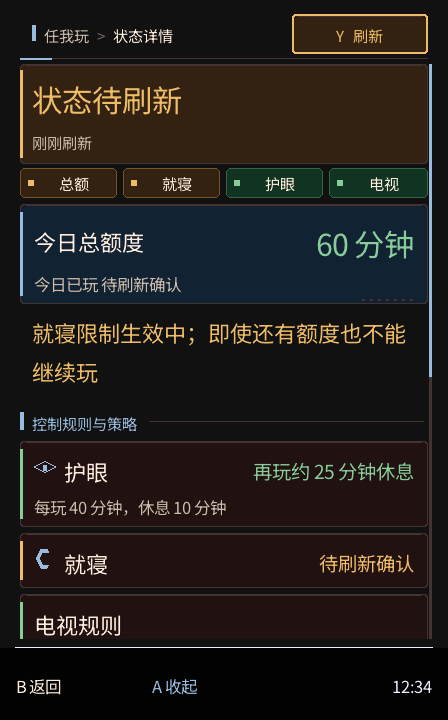 任我玩 > 状态详情
Y 刷新
状态待刷新
刚刚刷新
总额
就寝
护眼
电视
今日总额度
60 分钟
今日已玩 待刷新确认
就寝限制生效中；即使还有额度也不能
继续玩
控制规则与策略
护眼
再玩约 25 分钟休息
每玩 40 分钟，休息 10 分钟
就寝
待刷新确认
电视规则
B 返回
A 收起
12:34